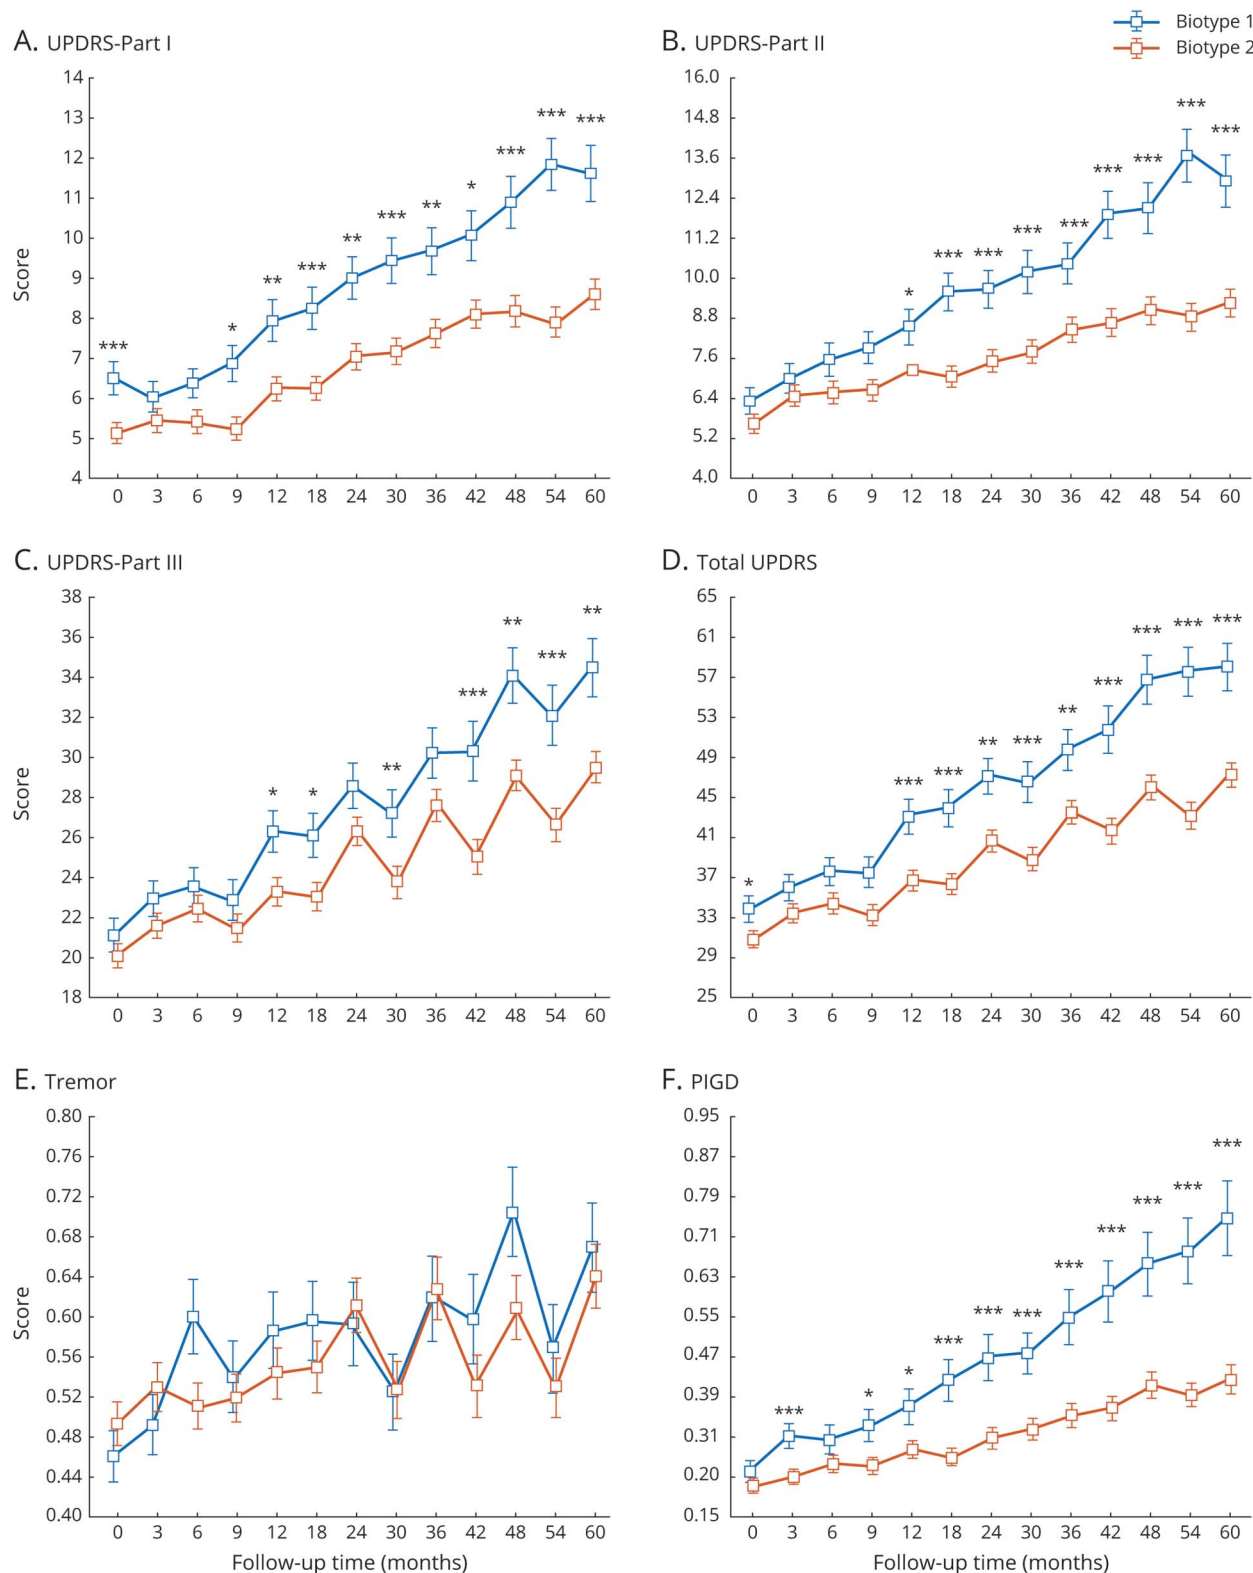 Biotype 1
Biotype 2
A. UPDRS-Part I
B. UPDRS-Part II
14
13
12
11
10
9
8
7
6
5
4
Score
*** * ** *** ** *** ** * *** *** ***
0 3 6 9 12 18 24 30 36 42 48 54 60
16.0
14.8
13.6
12.4
11.2
10.0
8.8
7.6
6.4
5.2
4.0
* *** *** *** *** *** *** *** ***
0 3 6 9 12 18 24 30 36 42 48 54 60
C. UPDRS-Part III
D. Total UPDRS
38
36
34
32
30
28
26
24
22
20
18
Score
* * ** *** ** *** **
0 3 6 9 12 18 24 30 36 42 48 54 60
65
61
57
53
49
45
41
37
33
29
25
* *** *** ** *** ** *** *** *** ***
0 3 6 9 12 18 24 30 36 42 48 54 60
E. Tremor
F. PIGD
0.80
0.76
0.72
0.68
0.64
0.60
0.56
0.52
0.48
0.44
0.40
Score
0 3 6 9 12 18 24 30 36 42 48 54 60
Follow-up time (months)
0.95
0.87
0.79
0.71
0.63
0.55
0.47
0.39
0.31
0.20
0.15
*** * * *** *** *** *** *** *** *** ***
0 3 6 9 12 18 24 30 36 42 48 54 60
Follow-up time (months)